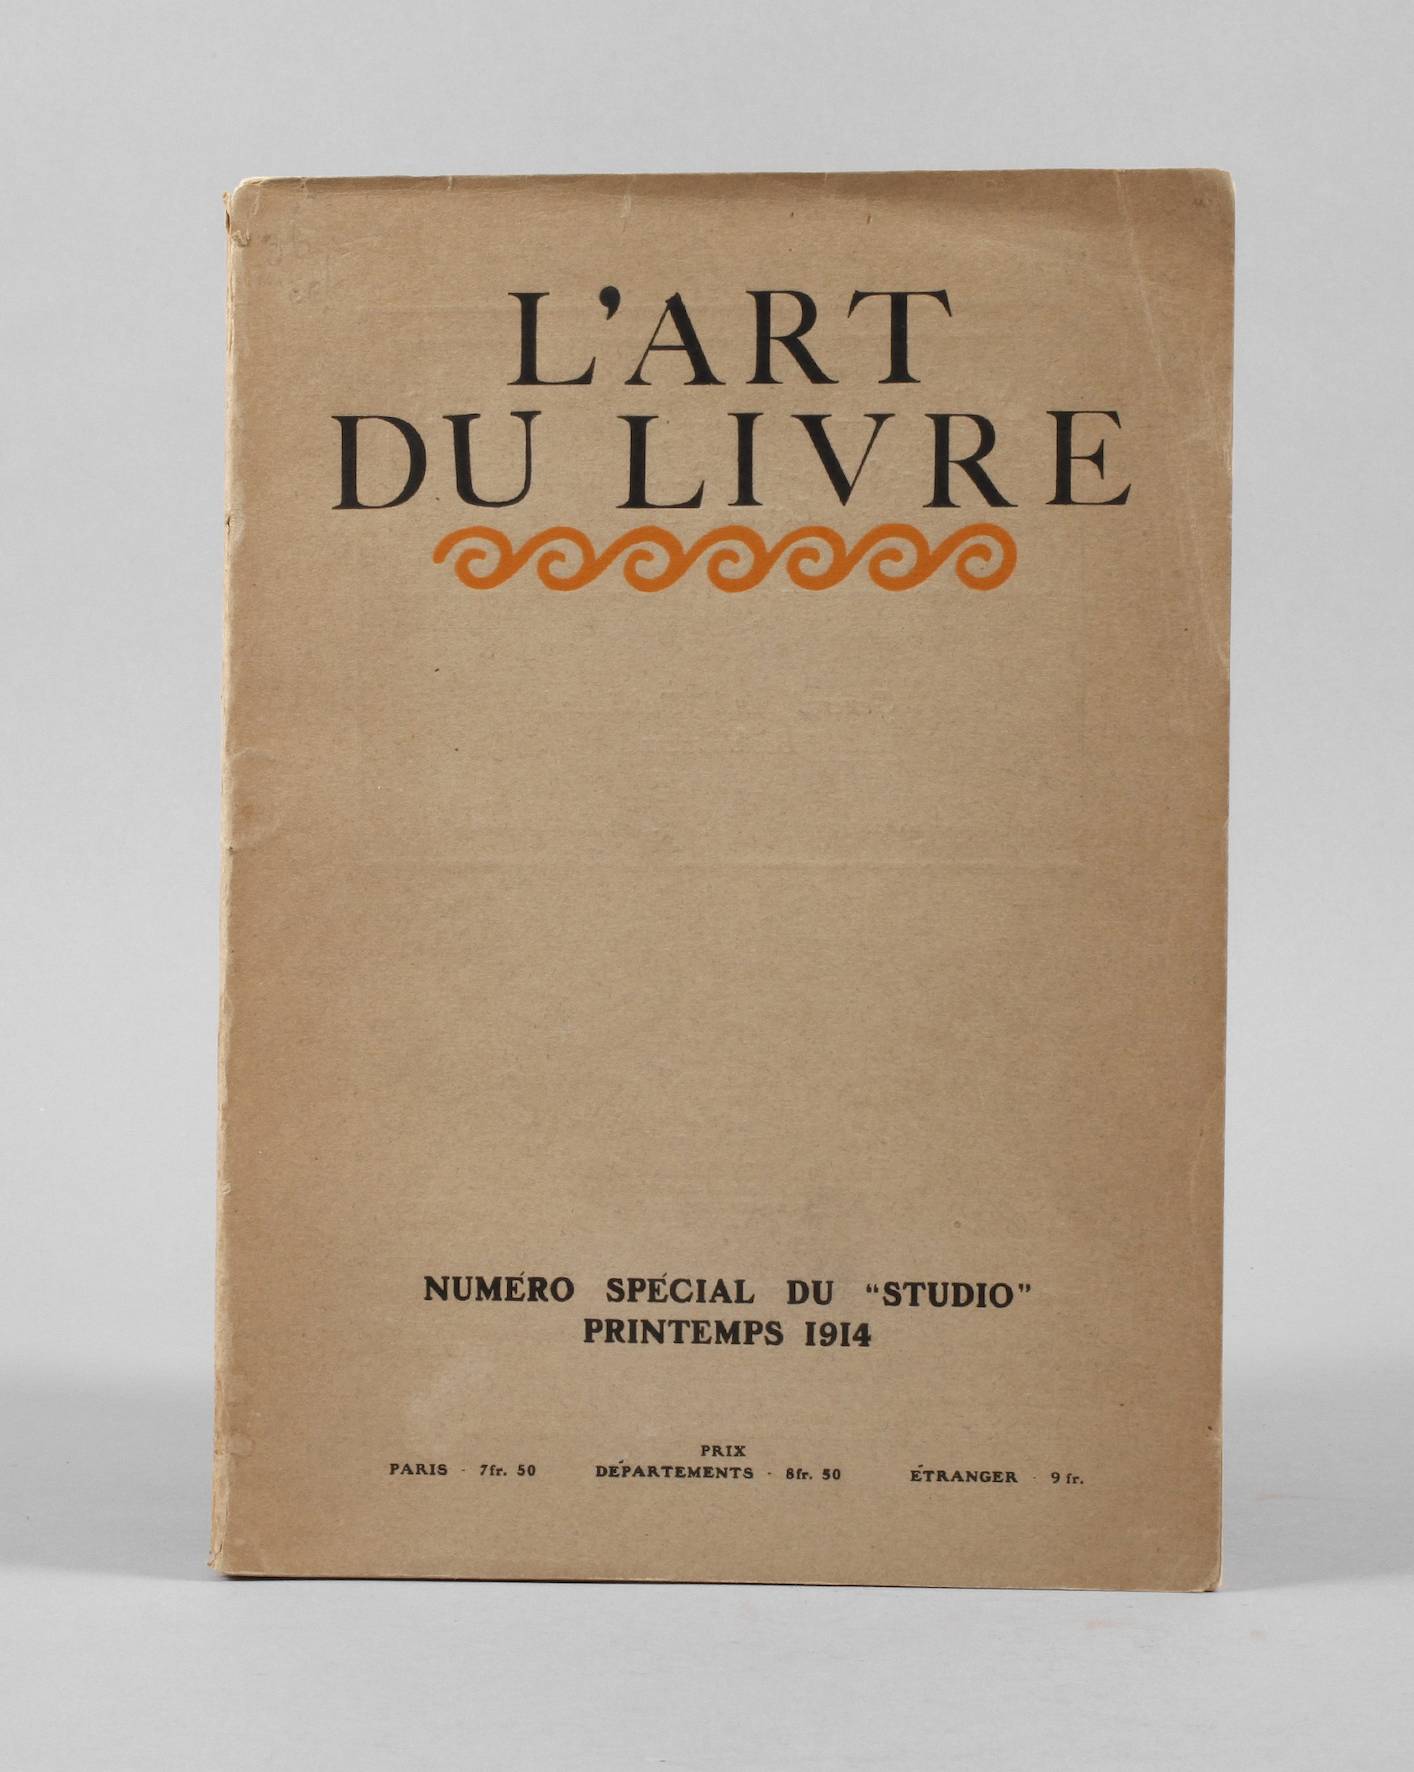 L'ART
DU LIVRE
NUMÉRO SPÉCIAL DU “STUDIO”
PRINTEMPS 1914
PRIX
PARIS - 7fr. 50 DÉPARTEMENTS - 8fr. 50 ÉTRANGER - 9 fr.